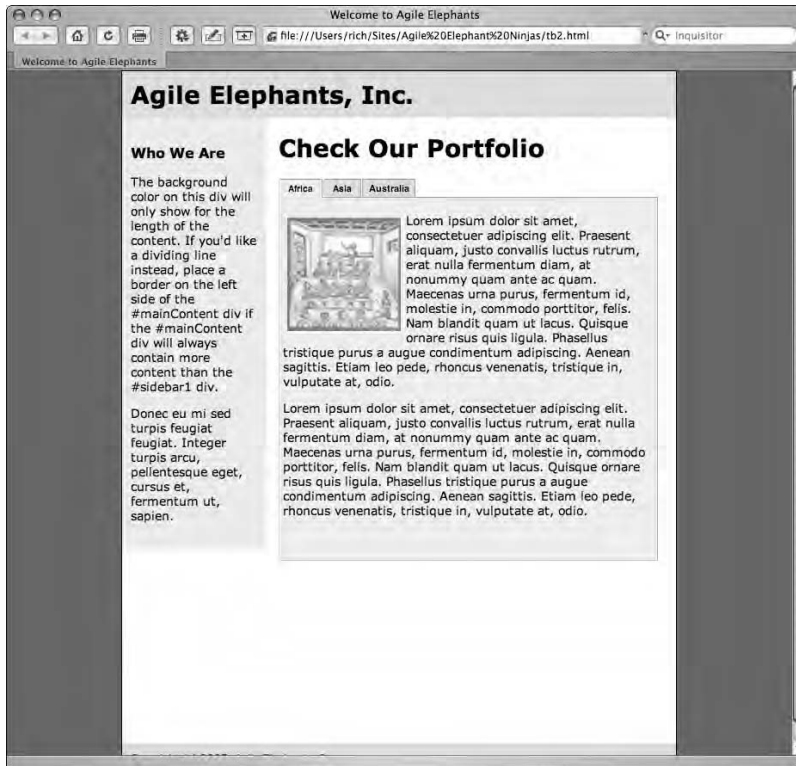 Welcome to Agile Elephants
file:///Users/rich/Sites/Agile%20Elephant%20Ninjas/tb2.html
Inquisitor
Welcome to Agile Elephants
Agile Elephants, Inc.
Who We Are
The background
color on this div will
only show for the
length of the
content. If you'd like
a dividing line
instead, place a
border on the left
side of the
#mainContent div if
the #mainContent
div will always
contain more
content than the
#sidebar1 div.
Donec eu mi sed
turpis feugiat
feugiat. Integer
turpis arcu,
pellentesque eget,
cursus et,
fermentum ut,
sapien.
Check Our Portfolio
Africa Asia Australia
Lorem ipsum dolor sit amet,
consectetuer adipiscing elit. Praesent
aliquam, justo convallis luctus rutrum,
erat nulla fermentum diam, at
nonummy quam ante ac quam.
Maecenas urna purus, fermentum id,
molestie in, commodo porttitor, felis.
Nam blandit quam ut lacus. Quisque
ornare risus quis ligula. Phasellus
tristique purus a augue condimentum adipiscing. Aenean
sagittis. Etiam leo pede, rhoncus venenatis, tristique in,
vulputate at, odio.
Lorem ipsum dolor sit amet, consectetuer adipiscing elit.
Praesent aliquam, justo convallis luctus rutrum, erat nulla
fermentum diam, at nonummy quam ante ac quam.
Maecenas urna purus, fermentum id, molestie in, commodo
porttitor, felis. Nam blandit quam ut lacus. Quisque ornare
risus quis ligula. Phasellus tristique purus a augue
condimentum adipiscing. Aenean sagittis. Etiam leo pede,
rhoncus venenatis, tristique in, vulputate at, odio.